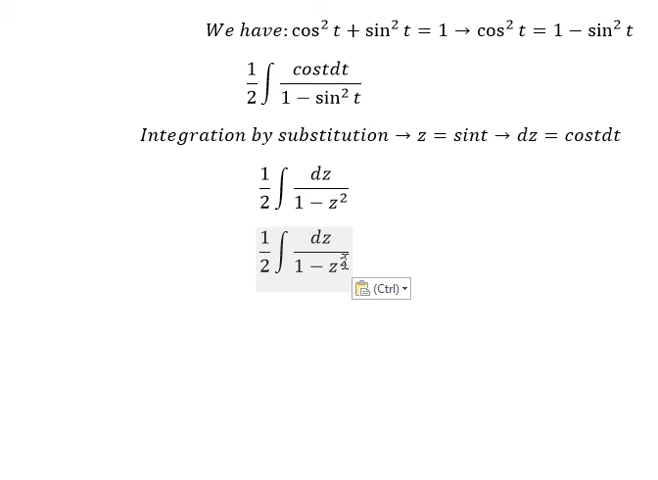 We have: cos² t + sin² t = 1 → cos² t = 1 − sin² t
1/2 ∫ costdt / 1 − sin² t
Integration by substitution → z = sint → dz = costdt
1/2 ∫ dz / 1 − z²
1/2 ∫ dz / 1 − z²
(Ctrl)